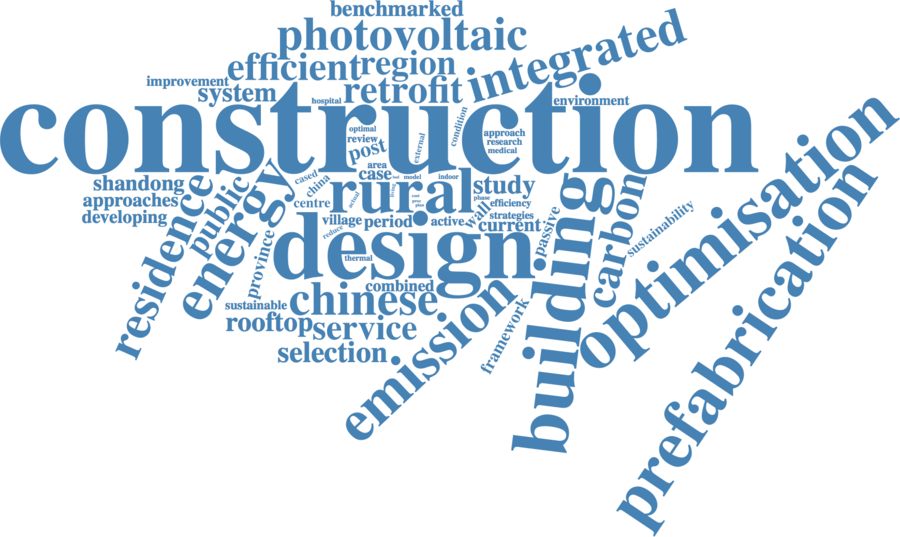 benchmarked
photovoltaic
efficient
region
integrated
improvement
system
hospital
retrofit
environment
construction
optimal
review
post
external
condition
approach
research
medical
area
case
cased
china
model
indoor
shandong
approaches
developing
residence
public
energy
province
centre
rural
study
phase
efficiency
strategies
wall
current
passive
village
period
active
reduce
actual
design
thermal
building
carbon
sustainability
optimisation
prefabrication
combined
chinese
sustainable
rooftop
service
selection
emission
framework